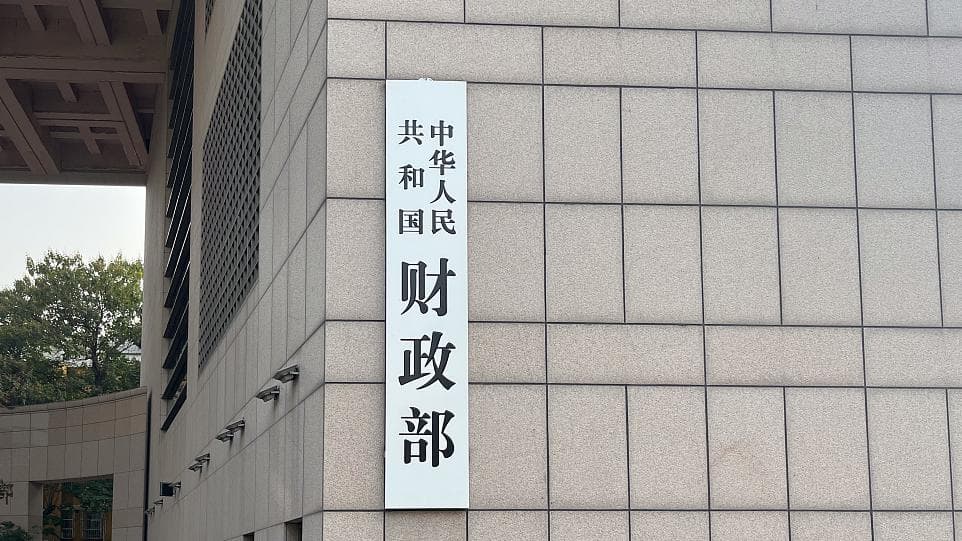 中华人民
共和国
财政部